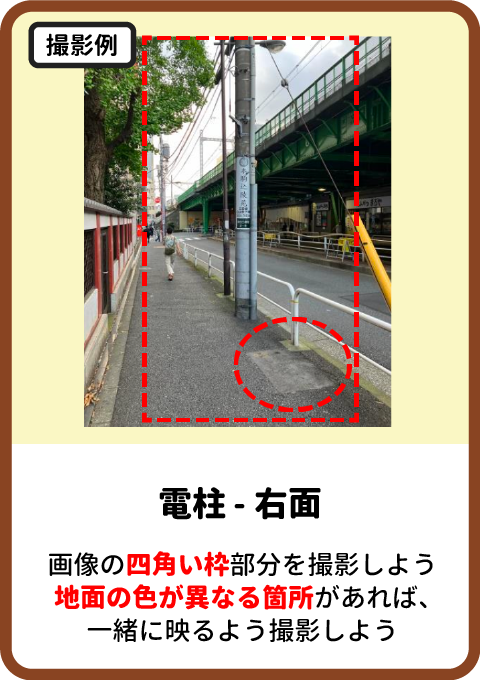 撮影例
電柱 - 右面
画像の四角い枠部分を撮影しよう
地面の色が異なる箇所があれば、
一緒に映るよう撮影しよう